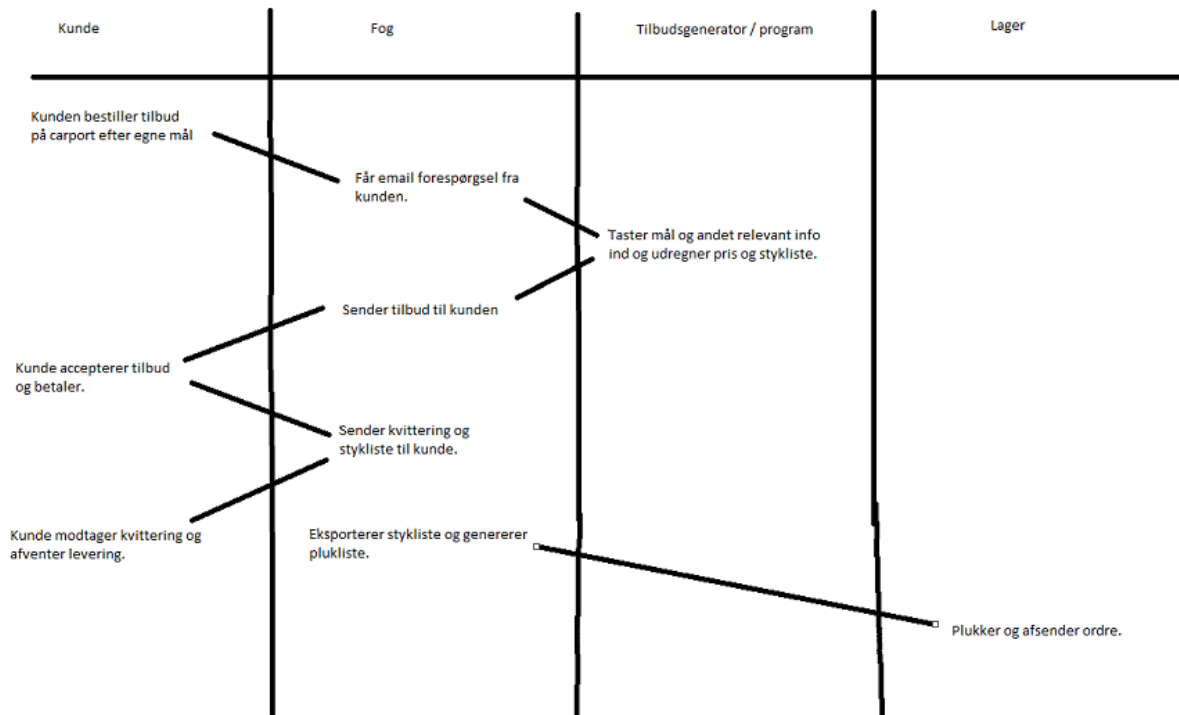 Kunde
Fog
Tilbudsgenerator / program
Lager
Kunden bestiller tilbud
på carport efter egne mål
Får email forespørgsel fra
kunden.
Taster mål og andet relevant info
ind og udregner pris og stykliste.
Sender tilbud til kunden
Kunde accepterer tilbud
og betaler.
Sender kvittering og
stykliste til kunde.
Kunde modtager kvittering og
afventer levering.
Eksporterer stykliste og genererer
plukliste.
Plukker og afsender ordre.